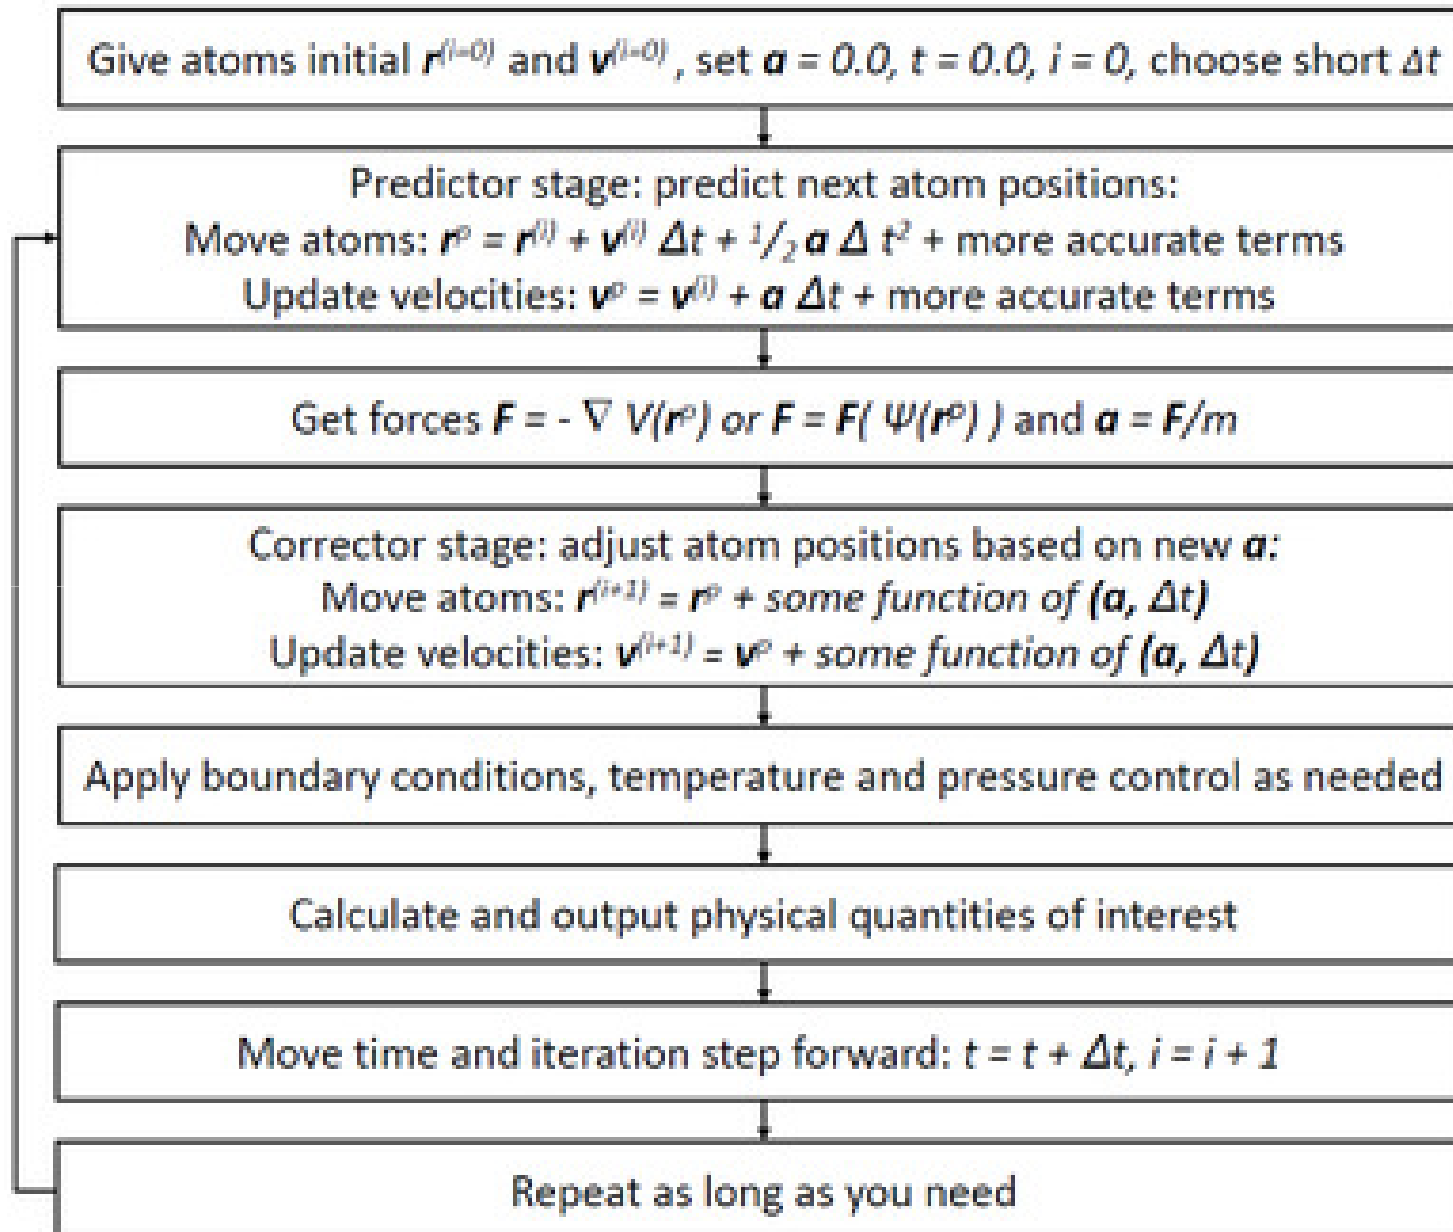 Give atoms initial r⁽ⁱ⁼⁰⁾ and v⁽ⁱ⁼⁰⁾ , set a = 0.0, t = 0.0, i = 0, choose short Δt
Predictor stage: predict next atom positions:
Move atoms: rᵖ = r⁽ⁱ⁾ + v⁽ⁱ⁾ Δt + ¹/₂ a Δ t² + more accurate terms
Update velocities: vᵖ = v⁽ⁱ⁾ + a Δt + more accurate terms
Get forces F = - ∇ V(rᵖ) or F = F( Ψ(rᵖ) ) and a = F/m
Corrector stage: adjust atom positions based on new a:
Move atoms: r⁽ⁱ⁺¹⁾ = rᵖ + some function of (a, Δt)
Update velocities: v⁽ⁱ⁺¹⁾ = vᵖ + some function of (a, Δt)
Apply boundary conditions, temperature and pressure control as needed
Calculate and output physical quantities of interest
Move time and iteration step forward: t = t + Δt, i = i + 1
Repeat as long as you need